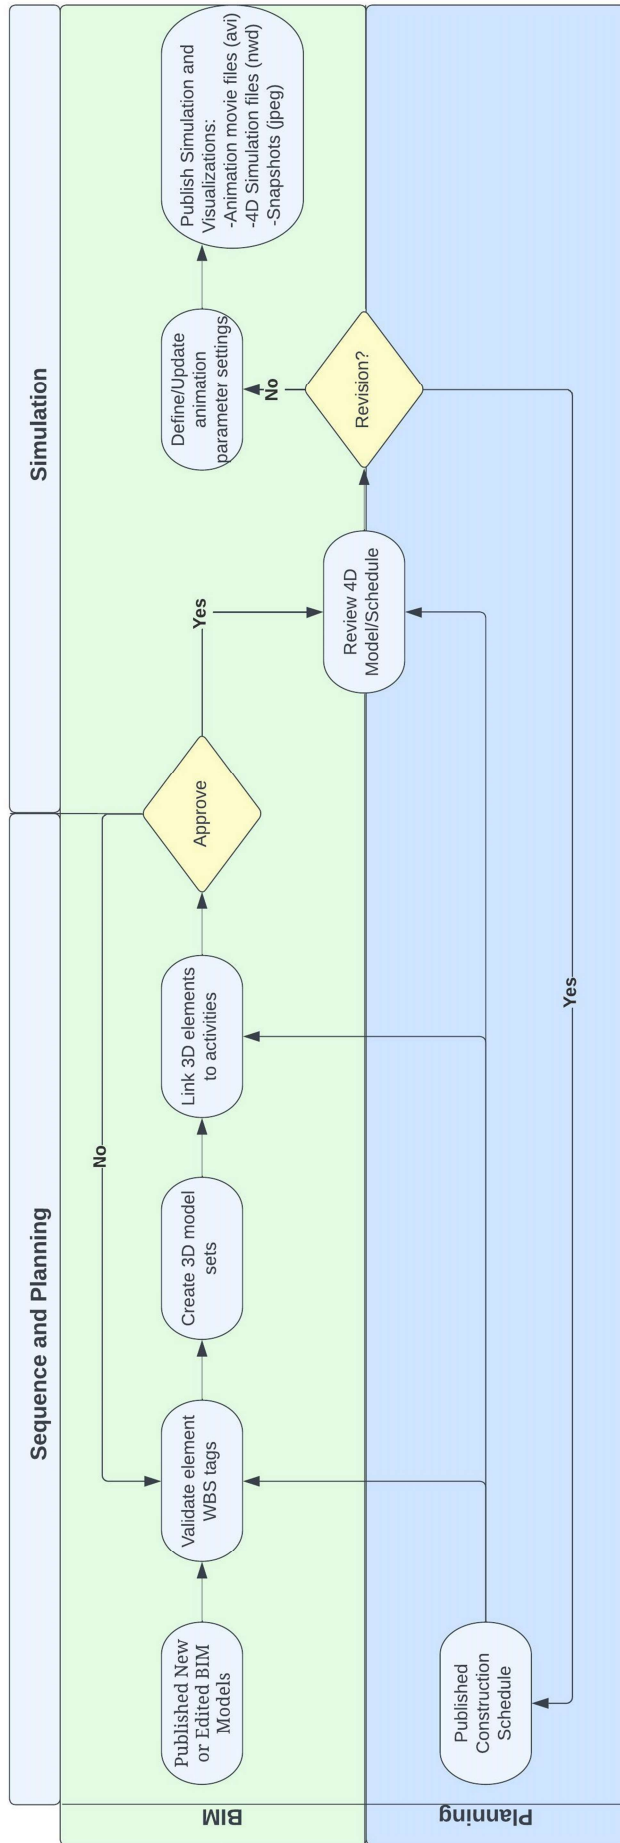 Sequence and Planning
Simulation
BIM
Planning
Published New
or Edited BIM
Models
Validate element
WBS tags
Create 3D model
sets
Link 3D elements
to activities
Approve
No
Yes
Review 4D
Model/Schedule
Revision?
No
Define/Update
animation
parameter settings
Publish Simulation and
Visualizations:
-Animation movie files (avi)
-4D Simulation files (nwd)
-Snapshots (jpeg)
Published
Construction
Schedule
Yes